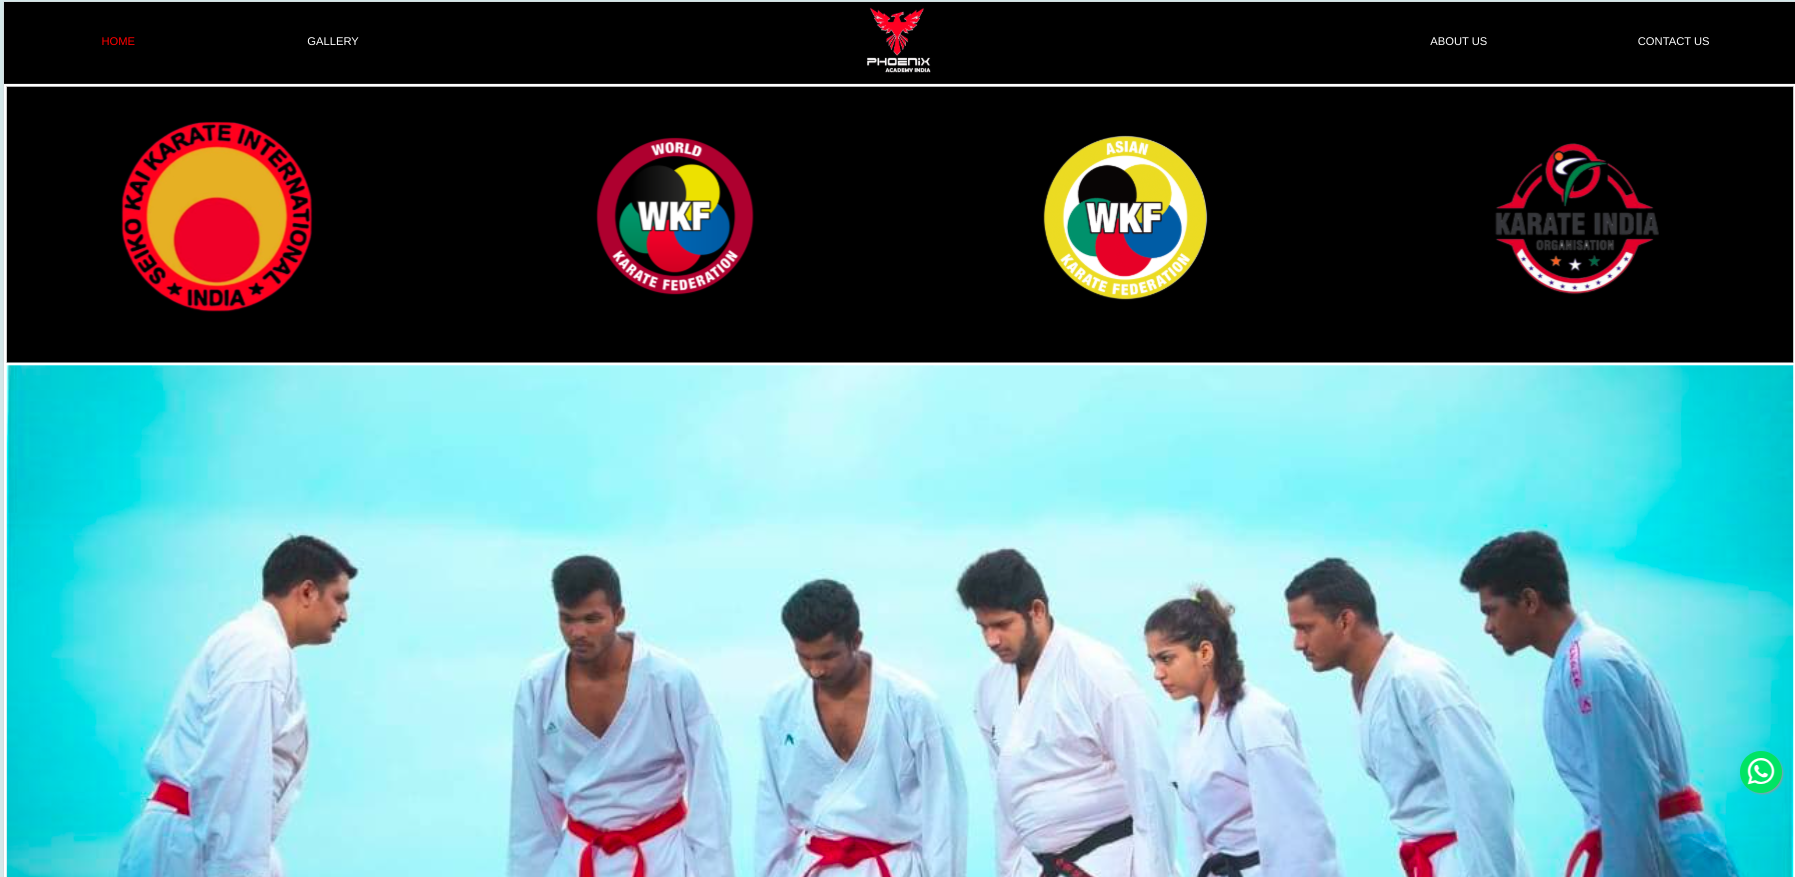 HOME
GALLERY
PHOENIX
ACADEMY INDIA
ABOUT US
CONTACT US
SEIKO KAI KARATE INTERNATIONAL
INDIA
WORLD
WKF
KARATE FEDERATION
ASIAN
WKF
KARATE FEDERATION
KARATE INDIA
ORGANISATION